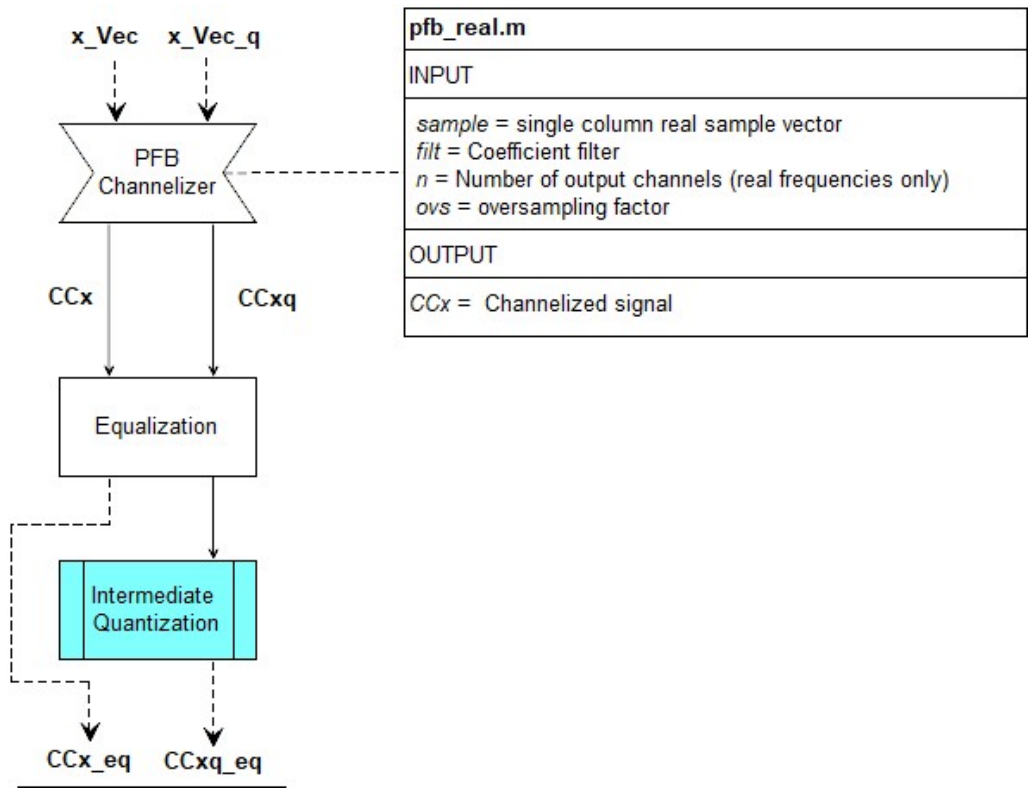 x_Vec x_Vec_q
PFB
Channelizer
CCx
CCxq
Equalization
Intermediate
Quantization
CCx_eq CCxq_eq
pfb_real.m
INPUT
sample = single column real sample vector
filt = Coefficient filter
n = Number of output channels (real frequencies only)
ovs = oversampling factor
OUTPUT
CCx = Channelized signal